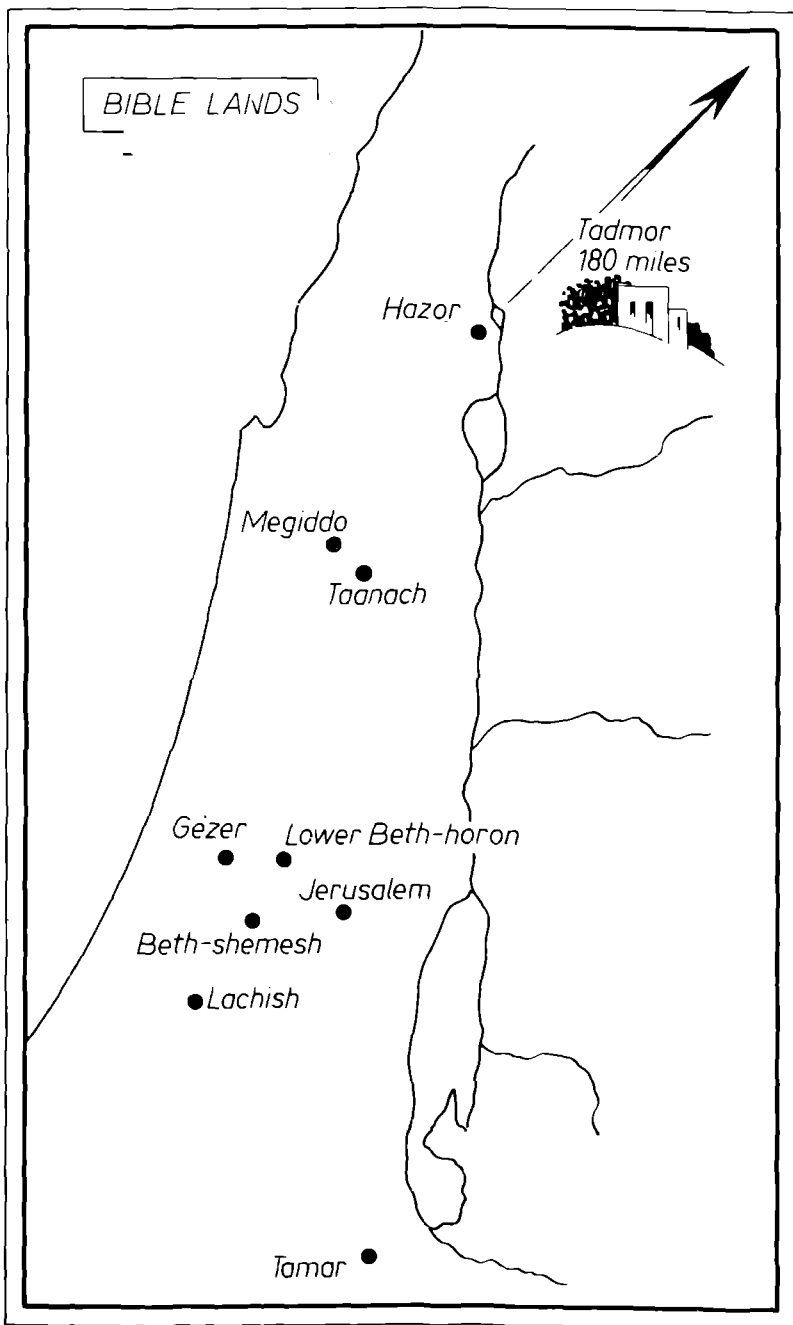 BIBLE LANDS
Tadmor
180 miles
Hazor
Megiddo
Taanach
Gezer
Lower Beth-horon
Jerusalem
Beth-shemesh
Lachish
Tamar